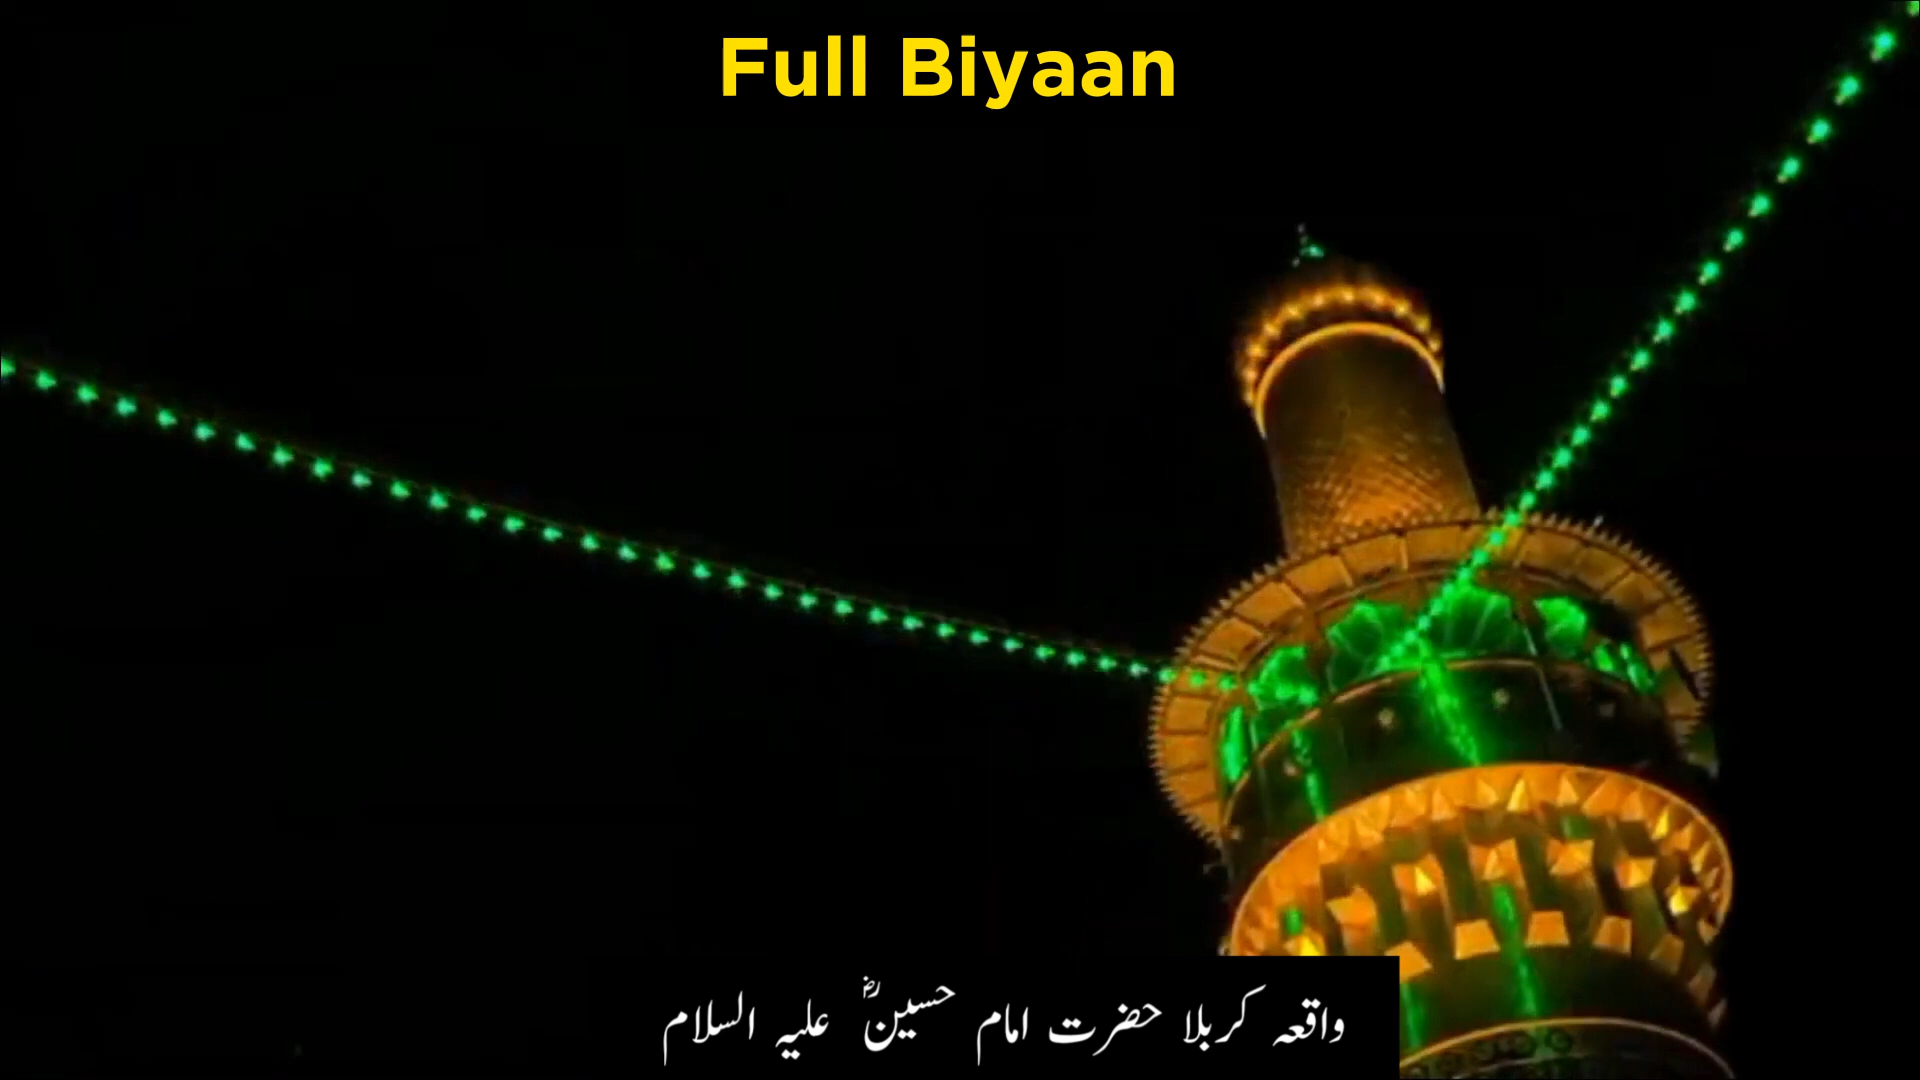 Full Biyaan
واقعہ کربلا حضرت امام حسینؓ علیہ السلام